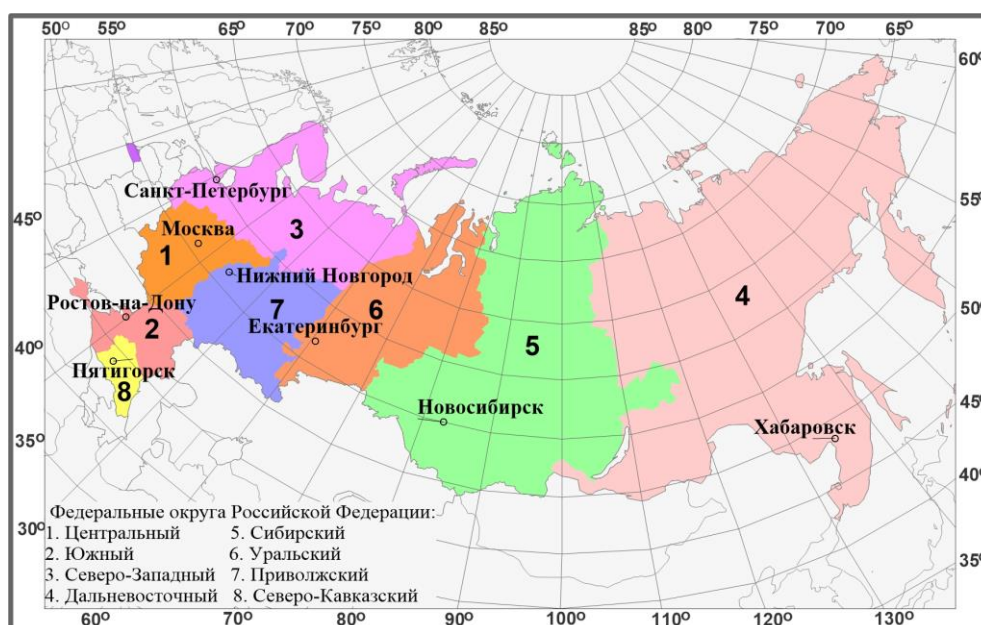 50° 55° 60° 65° 70° 75° 80° 85° 85° 80° 75° 70° 65°
60°
55°
50°
45°
40°
35°
45°
40°
35°
30°
Санкт-Петербург
Москва
3
1
Нижний Новгород
Ростов-на-Дону
7
6
4
2
Екатеринбург
5
Пятигорск
8
Новосибирск
Хабаровск
Федеральные округа Российской Федерации:
1. Центральный 5. Сибирский
2. Южный 6. Уральский
3. Северо-Западный 7. Приволжский
4. Дальневосточный 8. Северо-Кавказский
60° 70° 80° 90° 100° 110° 120° 130°